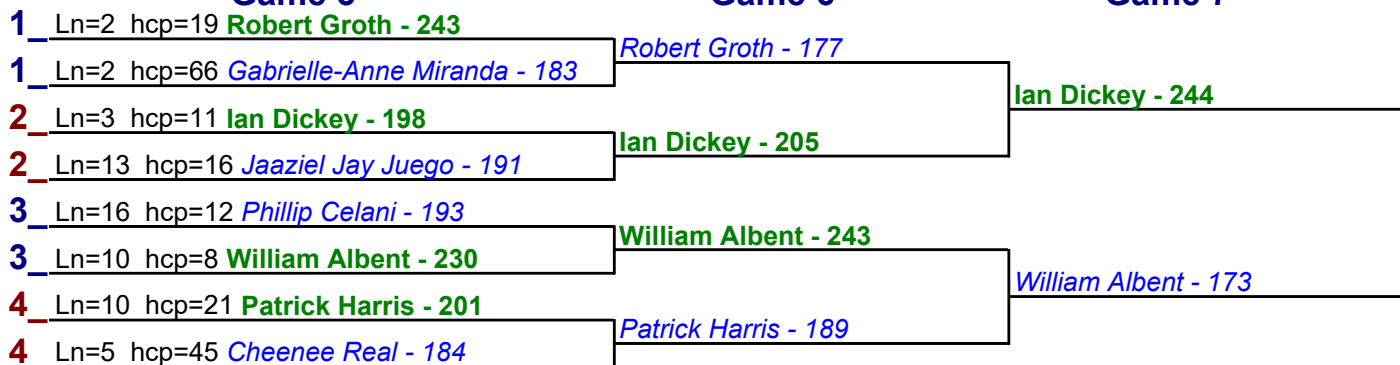 Game 7
1_ Ln=2 hcp=19 Robert Groth - 243
Robert Groth - 177
1_ Ln=2 hcp=66 Gabrielle-Anne Miranda - 183
Ian Dickey - 244
2_ Ln=3 hcp=11 Ian Dickey - 198
Ian Dickey - 205
2_ Ln=13 hcp=16 Jaaziel Jay Juego - 191
3_ Ln=16 hcp=12 Phillip Celani - 193
William Albent - 243
3_ Ln=10 hcp=8 William Albent - 230
William Albent - 173
4_ Ln=10 hcp=21 Patrick Harris - 201
Patrick Harris - 189
4 Ln=5 hcp=45 Cheenee Real - 184